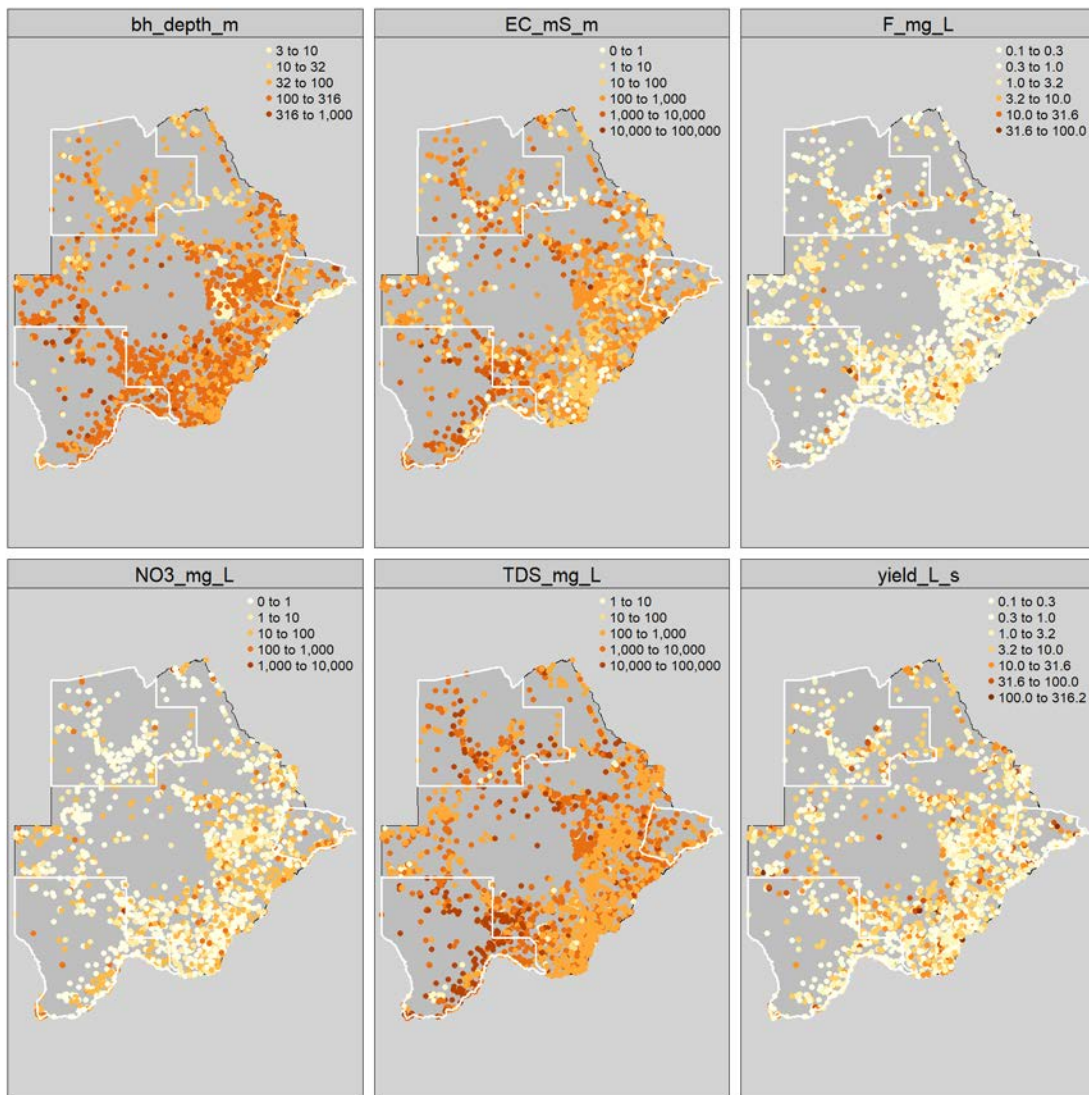 bh_depth_m
3 to 10
10 to 32
32 to 100
100 to 316
316 to 1,000
EC_mS_m
0 to 1
1 to 10
10 to 100
100 to 1,000
1,000 to 10,000
10,000 to 100,000
F_mg_L
0.1 to 0.3
0.3 to 1.0
1.0 to 3.2
3.2 to 10.0
10.0 to 31.6
31.6 to 100.0
NO3_mg_L
0 to 1
1 to 10
10 to 100
100 to 1,000
1,000 to 10,000
TDS_mg_L
1 to 10
10 to 100
100 to 1,000
1,000 to 10,000
10,000 to 100,000
yield_L_s
0.1 to 0.3
0.3 to 1.0
1.0 to 3.2
3.2 to 10.0
10.0 to 31.6
31.6 to 100.0
100.0 to 316.2